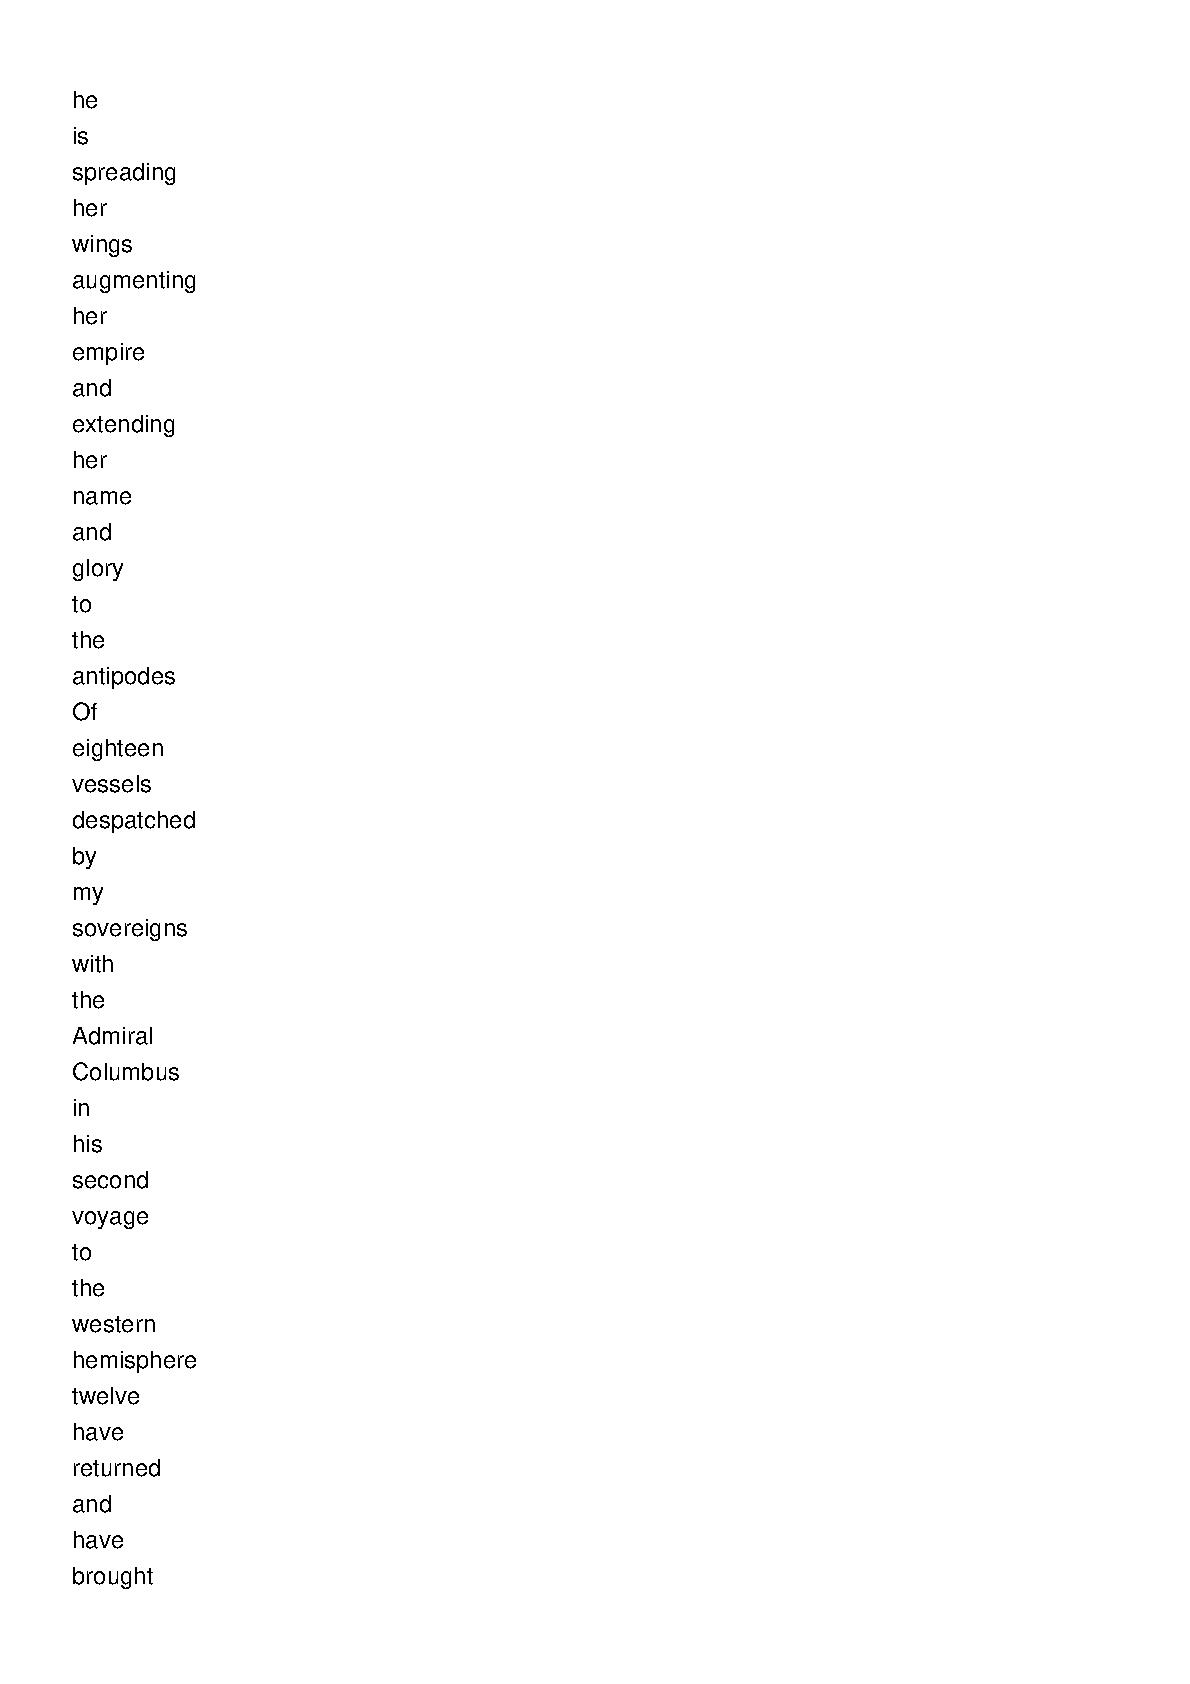 he
is
spreading
her
wings
augmenting
her
empire
and
extending
her
name
and
glory
to
the
antipodes
Of
eighteen
vessels
despatched
by
my
sovereigns
with
the
Admiral
Columbus
in
his
second
voyage
to
the
western
hemisphere
twelve
have
returned
and
have
brought